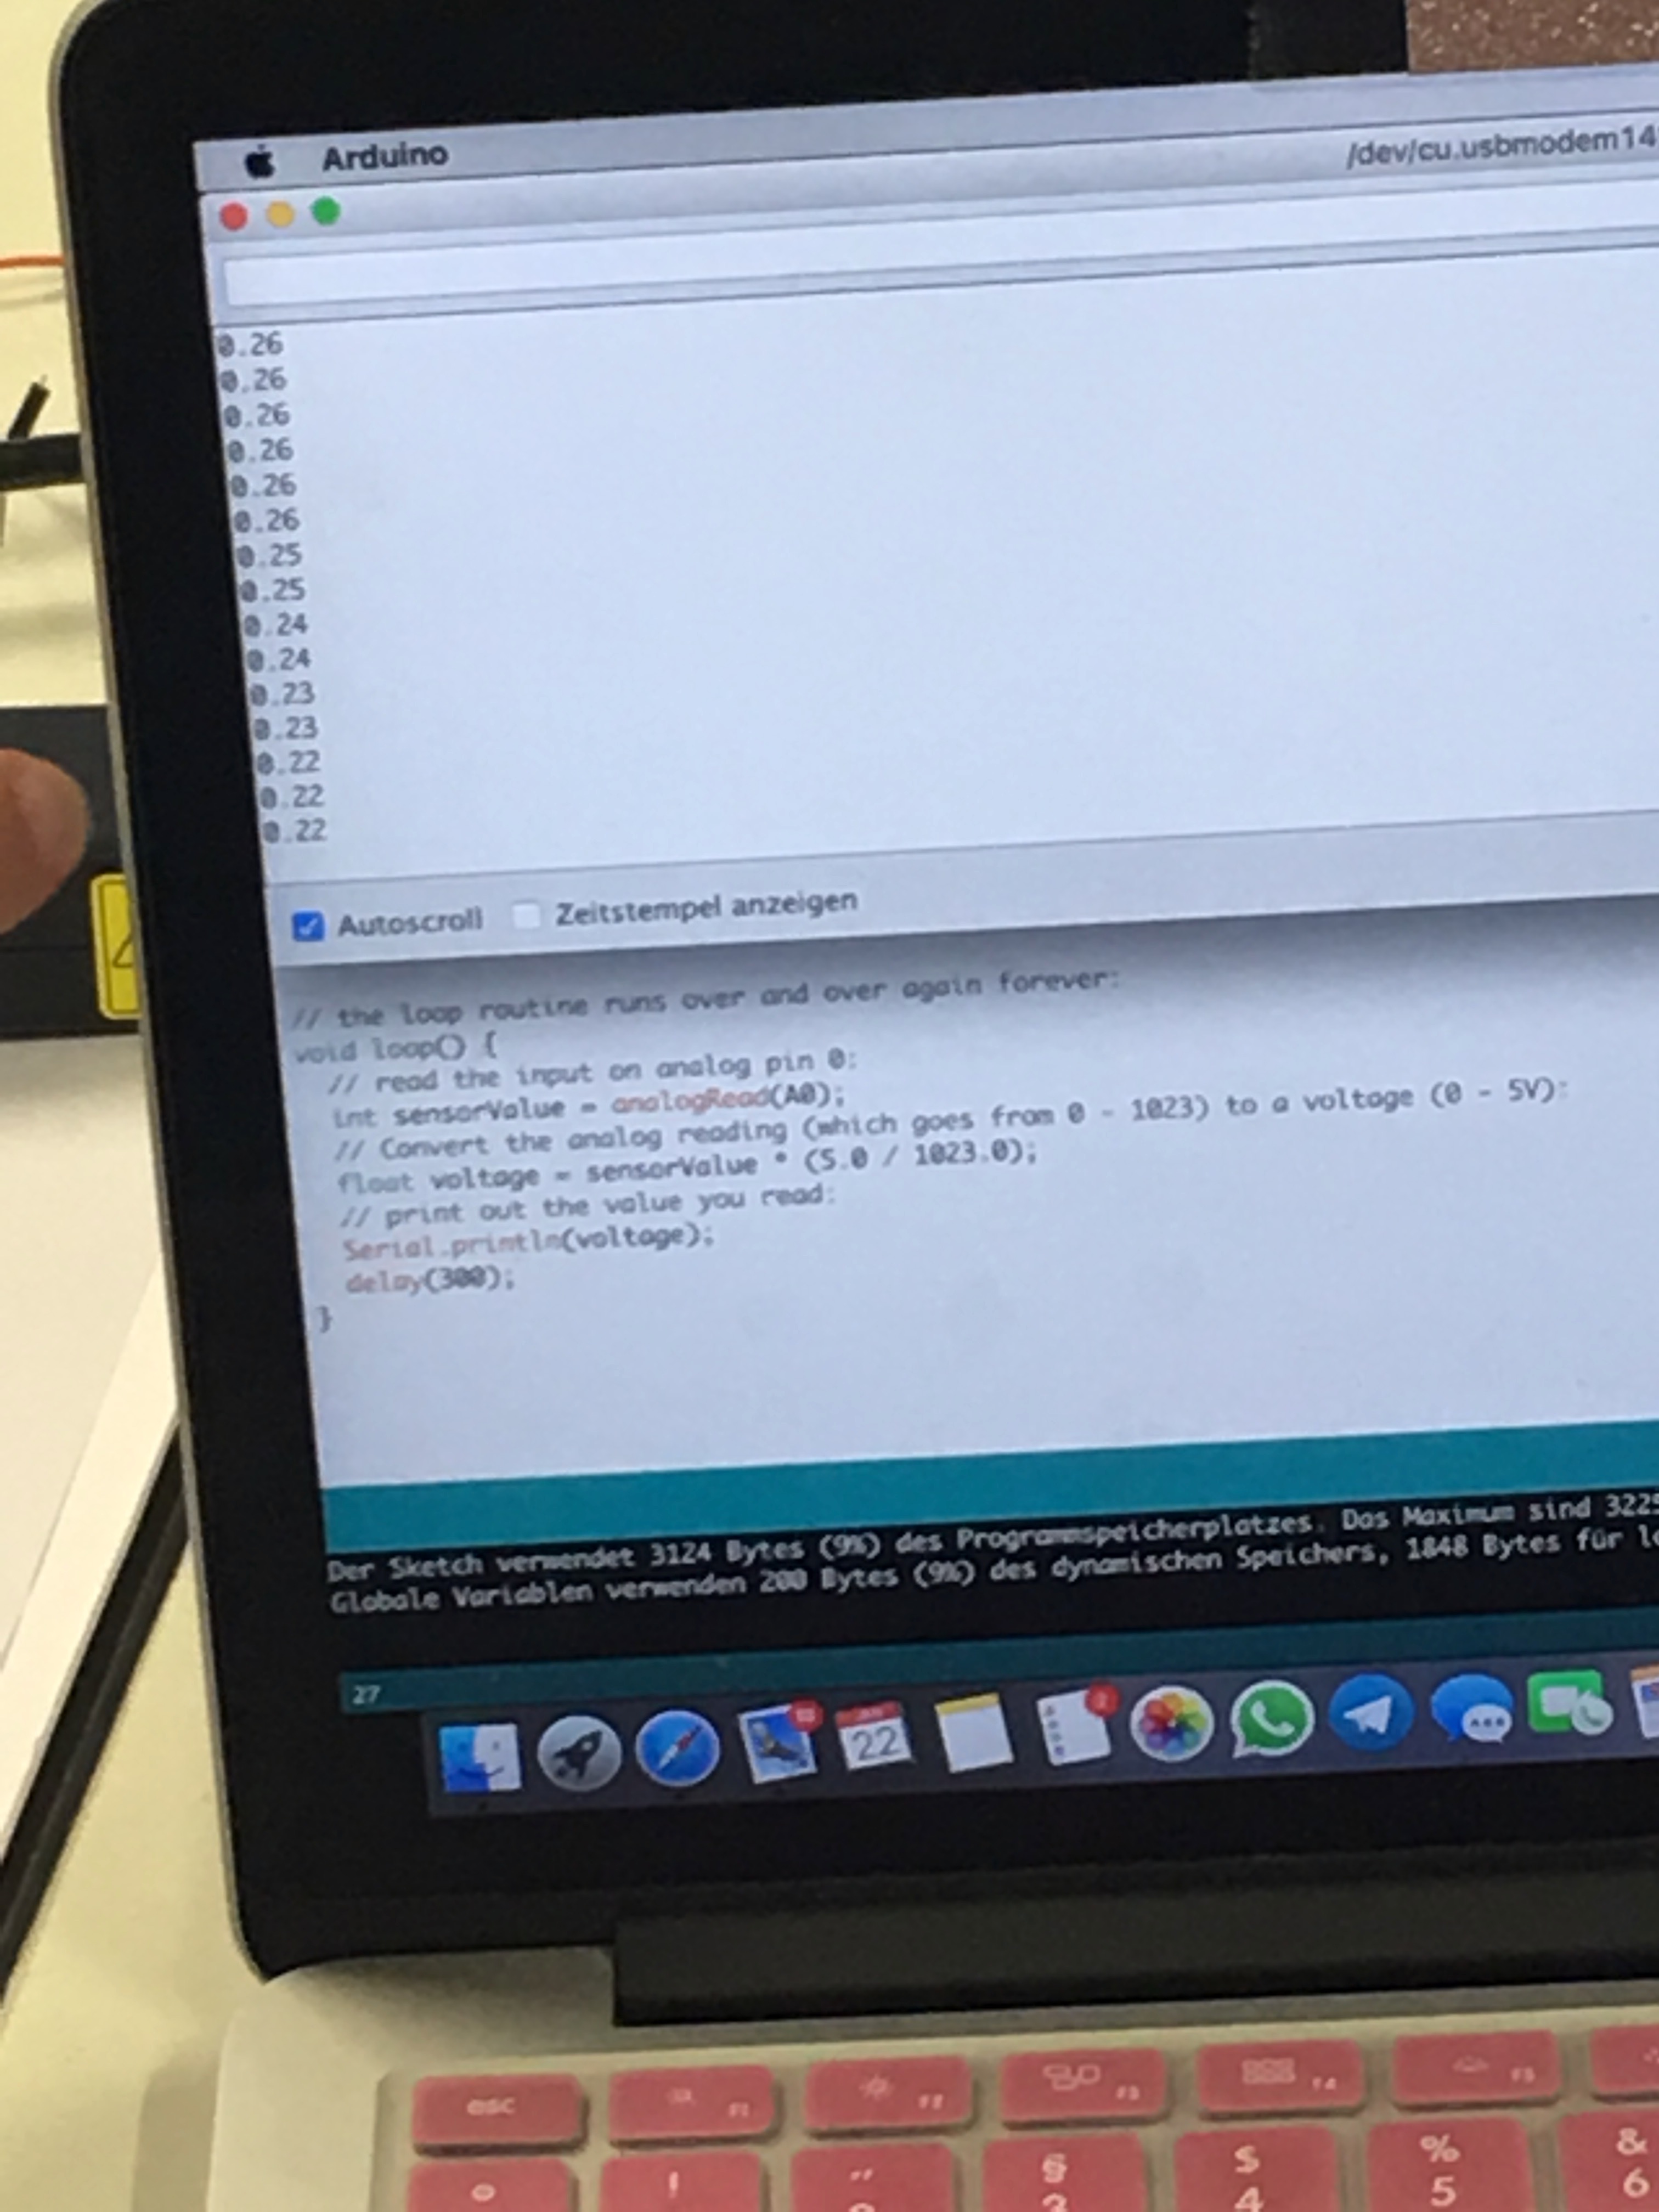 Arduino
/dev/cu.usbmodem14
0.26
0.26
0.26
0.26
0.26
0.26
0.25
0.25
0.24
0.24
0.23
0.23
0.22
0.22
0.22
Autoscroll Zeitstempel anzeigen
// the loop routine runs over and over again forever:
void loop() {
// read the input on analog pin 0:
int sensorValue = analogRead(A0);
// Convert the analog reading (which goes from 0 - 1023) to a voltage (0 - 5V):
float voltage = sensorValue * (5.0 / 1023.0);
// print out the value you read:
Serial.println(voltage);
delay(300);
}
Der Sketch verwendet 3124 Bytes (9%) des Programmspeicherplatzes. Das Maximum sind 322
Globale Variablen verwenden 200 Bytes (9%) des dynamischen Speichers, 1848 Bytes für
27
22
esc F1 F2 F3 F4 F5
! " § $ % &
4 5 6